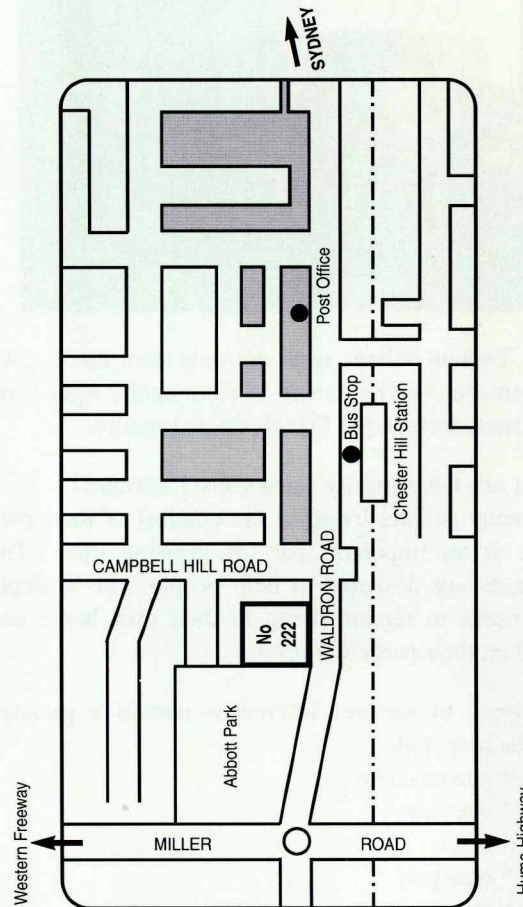 SYDNEY
Post Office
Bus Stop
Chester Hill Station
CAMPBELL HILL ROAD
WALDRON ROAD
No
222
Abbott Park
MILLER ROAD
Western Freeway
Hume Highway